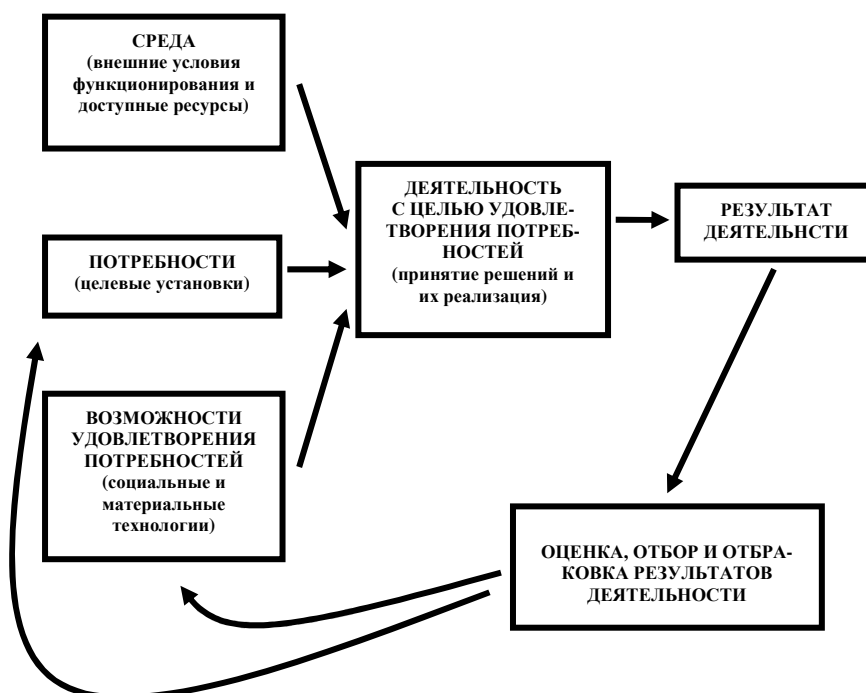 СРЕДА
(внешние условия
функционирования и
доступные ресурсы)
ПОТРЕБНОСТИ
(целевые установки)
ВОЗМОЖНОСТИ
УДОВЛЕТВОРЕНИЯ
ПОТРЕБНОСТЕЙ
(социальные и
материальные
технологии)
ДЕЯТЕЛЬНОСТЬ
С ЦЕЛЬЮ УДОВЛЕ-
ТВОРЕНИЯ ПОТРЕБ-
НОСТЕЙ
(принятие решений и
их реализация)
РЕЗУЛЬТАТ
ДЕЯТЕЛЬНСТИ
ОЦЕНКА, ОТБОР И ОТБРА-
КОВКА РЕЗУЛЬТАТОВ
ДЕЯТЕЛЬНОСТИ